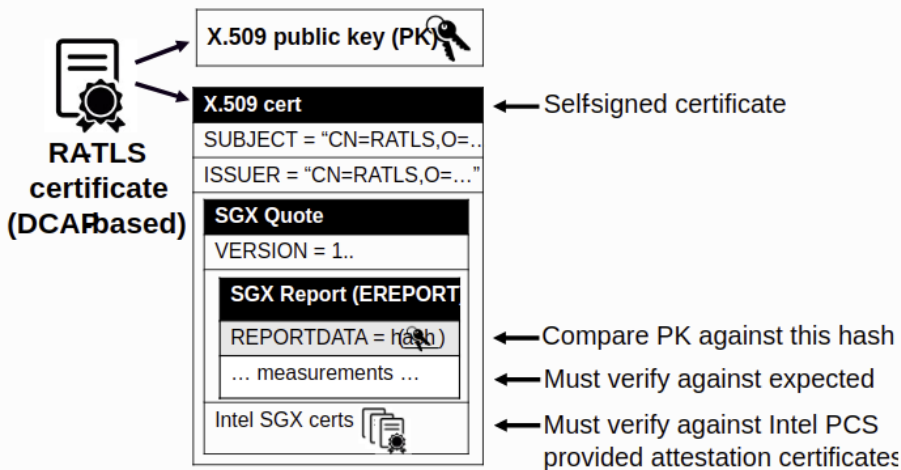 X.509 public key (PK)
RA-TLS
certificate
(DCAP-based)
X.509 cert
SUBJECT = “CN=RATLS,O=..
ISSUER = “CN=RATLS,O=…”
SGX Quote
VERSION = 1..
SGX Report (EREPORT
REPORTDATA = hash( )
… measurements …
Intel SGX certs
Self-signed certificate
Compare PK against this hash
Must verify against expected
Must verify against Intel PCS
provided attestation certificates